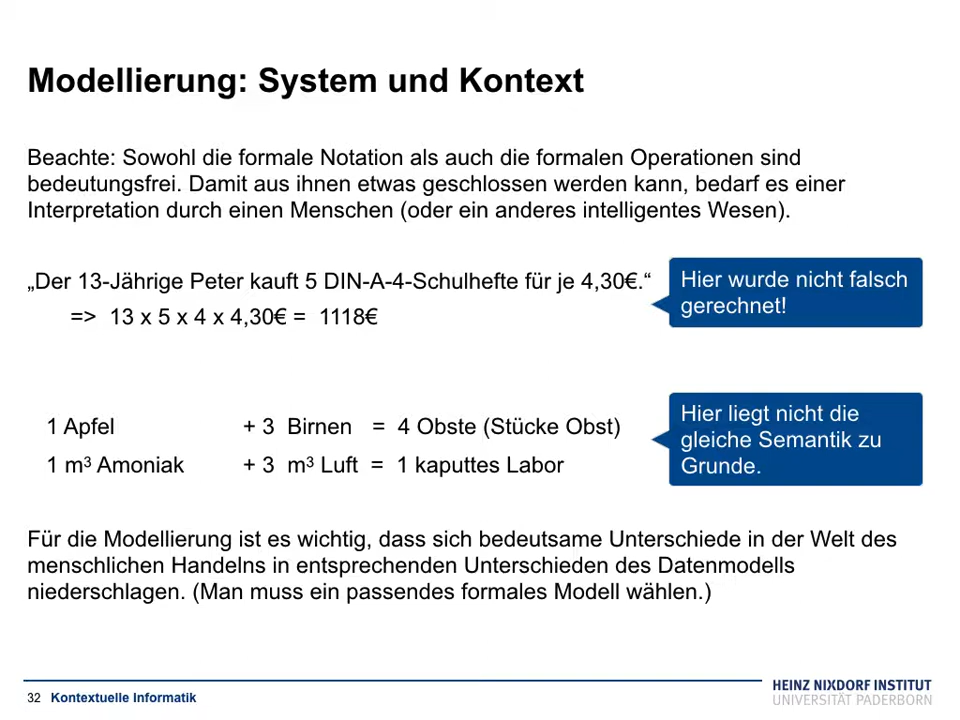 Modellierung: System und Kontext
Beachte: Sowohl die formale Notation als auch die formalen Operationen sind
bedeutungsfrei. Damit aus ihnen etwas geschlossen werden kann, bedarf es einer
Interpretation durch einen Menschen (oder ein anderes intelligentes Wesen).
„Der 13-Jährige Peter kauft 5 DIN-A-4-Schulhefte für je 4,30€.“
=> 13 x 5 x 4 x 4,30€ = 1118€
Hier wurde nicht falsch
gerechnet!
1 Apfel + 3 Birnen = 4 Obste (Stücke Obst)
1 m³ Amoniak + 3 m³ Luft = 1 kaputtes Labor
Hier liegt nicht die
gleiche Semantik zu
Grunde.
Für die Modellierung ist es wichtig, dass sich bedeutsame Unterschiede in der Welt des
menschlichen Handelns in entsprechenden Unterschieden des Datenmodells
niederschlagen. (Man muss ein passendes formales Modell wählen.)
32 Kontextuelle Informatik
HEINZ NIXDORF INSTITUT
UNIVERSITÄT PADERBORN